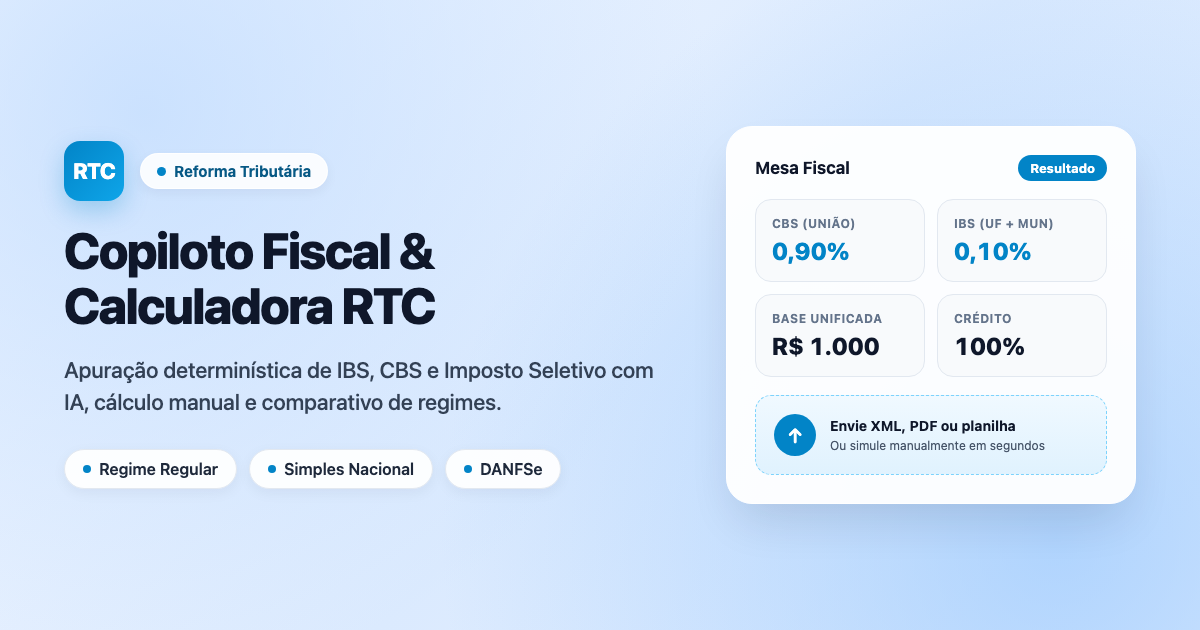 RTC
Reforma Tributária
Copiloto Fiscal &
Calculadora RTC
Apuração determinística de IBS, CBS e Imposto Seletivo com
IA, cálculo manual e comparativo de regimes.
Regime Regular
Simples Nacional
DANFSe
Mesa Fiscal
Resultado
CBS (UNIÃO)
0,90%
IBS (UF + MUN)
0,10%
BASE UNIFICADA
R$ 1.000
CRÉDITO
100%
Envie XML, PDF ou planilha
Ou simule manualmente em segundos